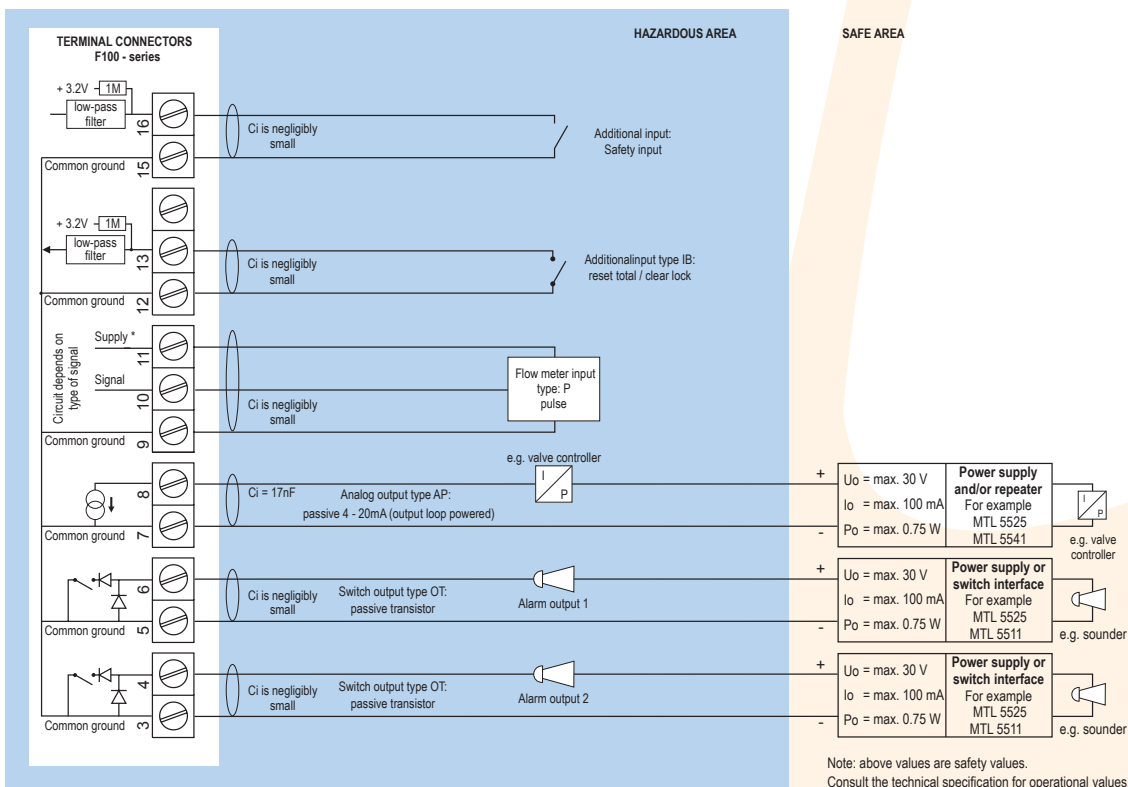 HAZARDOUS AREA
SAFE AREA
TERMINAL CONNECTORS
F100 - series
+ 3.2V
1M
low-pass
filter
16
Ci is negligibly
small
Additional input:
Safety input
Common ground
15
+ 3.2V
1M
low-pass
filter
13
Ci is negligibly
small
Additionalinput type IB:
reset total / clear lock
Common ground
12
Circuit depends on
type of signal
Supply *
11
Signal
10
Flow meter input
type: P
pulse
Ci is negligibly
small
Common ground
9
e.g. valve controller
I
P
8
Ci = 17nF
Analog output type AP:
passive 4 - 20mA (output loop powered)
Common ground
7
+
-
Uo = max. 30 V
Io = max. 100 mA
Po = max. 0.75 W
Power supply
and/or repeater
For example
MTL 5525
MTL 5541
I
P
e.g. valve
controller
6
Ci is negligibly
small
Switch output type OT:
passive transistor
Alarm output 1
Common ground
5
+
-
Uo = max. 30 V
Io = max. 100 mA
Po = max. 0.75 W
Power supply or
switch interface
For example
MTL 5525
MTL 5511
e.g. sounder
4
Ci is negligibly
small
Switch output type OT:
passive transistor
Alarm output 2
Common ground
3
+
-
Uo = max. 30 V
Io = max. 100 mA
Po = max. 0.75 W
Power supply or
switch interface
For example
MTL 5525
MTL 5511
e.g. sounder
Note: above values are safety values.
Consult the technical specification for operational values